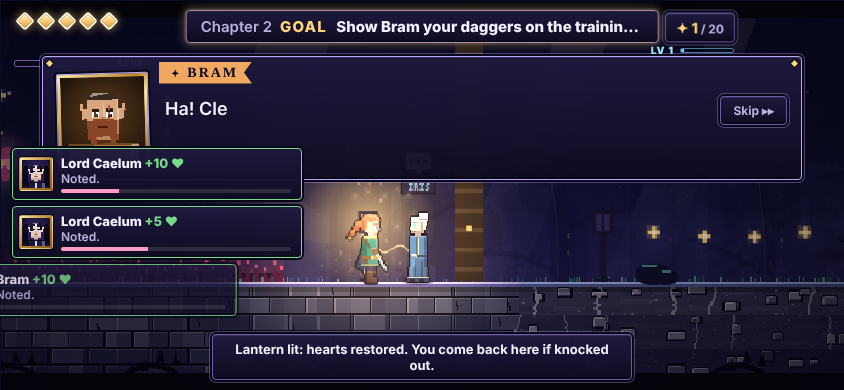 Chapter 2 GOAL Show Bram your daggers on the trainin...
1 / 20
LV 1
BRAM
Ha! Cle
Skip
Lord Caelum +10
Noted.
Lord Caelum +5
Noted.
IRIS
Bram +10
Noted.
Lantern lit: hearts restored. You come back here if knocked
out.